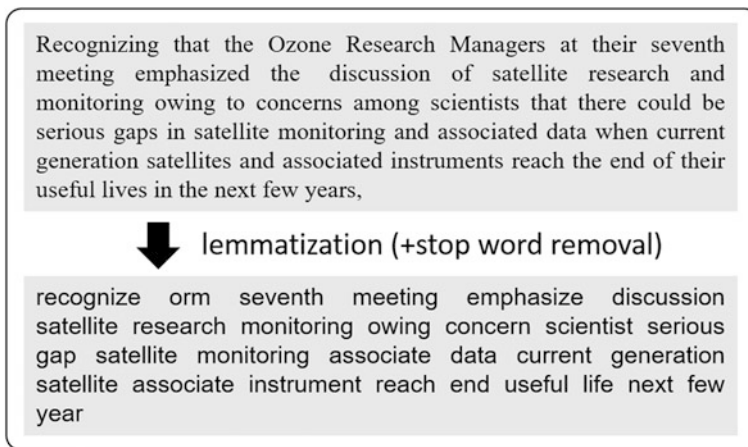 Recognizing that the Ozone Research Managers at their seventh
meeting emphasized the discussion of satellite research and
monitoring owing to concerns among scientists that there could be
serious gaps in satellite monitoring and associated data when current
generation satellites and associated instruments reach the end of their
useful lives in the next few years,
lemmatization (+stop word removal)
recognize orm seventh meeting emphasize discussion
satellite research monitoring owing concern scientist serious
gap satellite monitoring associate data current generation
satellite associate instrument reach end useful life next few
year